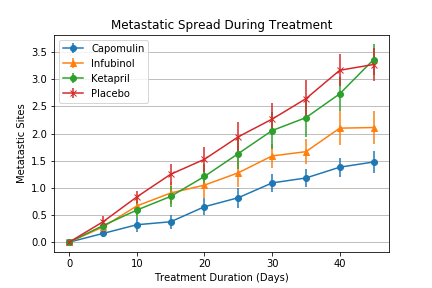 Metastatic Spread During Treatment
Capomulin
Infubinol
Ketapril
Placebo
Metatastic Sites
3.5
3.0
2.5
2.0
1.5
1.0
0.5
0.0
0 10 20 30 40
Treatment Duration (Days)